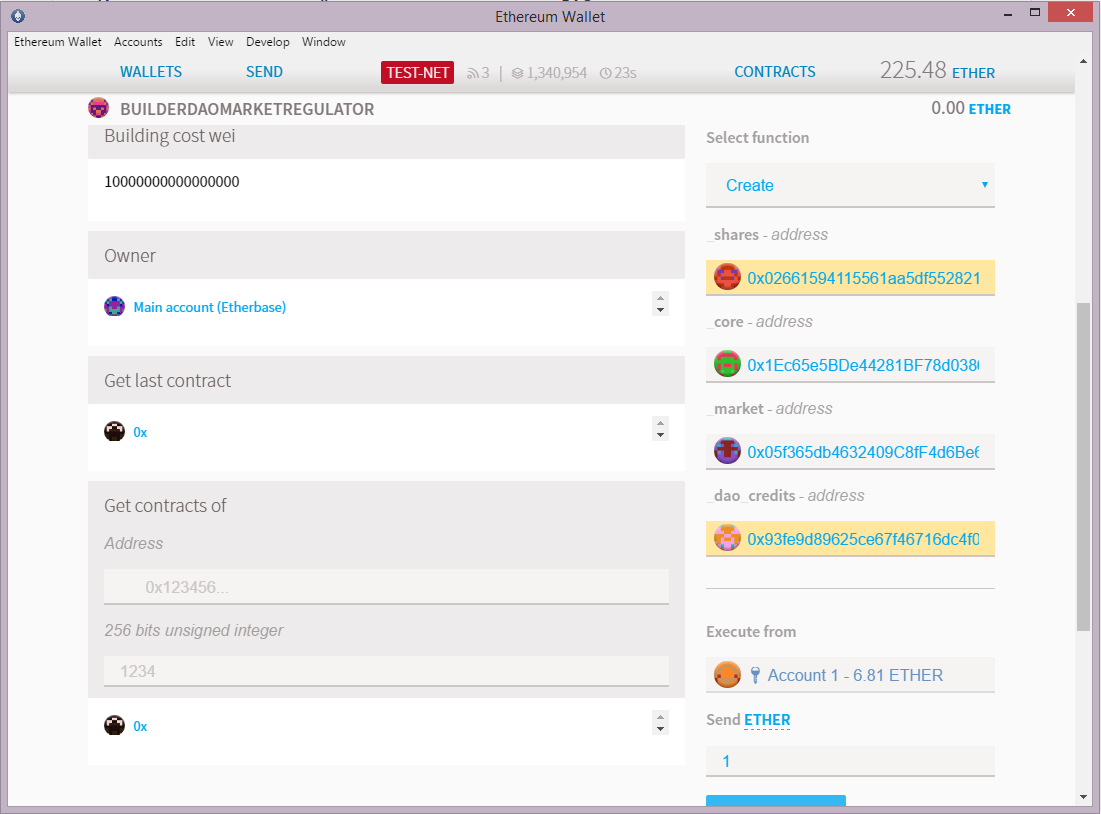 Ethereum Wallet
Ethereum Wallet Accounts Edit View Develop Window
WALLETS SEND TEST-NET 3 | 1,340,954 23s CONTRACTS 225.48 ETHER
BUILDERDAOMARKETREGULATOR 0.00 ETHER
Building cost wei
10000000000000000
Owner
Main account (Etherbase)
Get last contract
0x
Get contracts of
Address
0x123456...
256 bits unsigned integer
1234
0x
Select function
Create
_shares - address
0x02661594115561aa5df552821
_core - address
0x1Ec65e5BDe44281BF78d038
_market - address
0x05f365db4632409C8fF4d6Be6
_dao_credits - address
0x93fe9d89625ce67f46716dc4f0
Execute from
Account 1 - 6.81 ETHER
Send ETHER
1